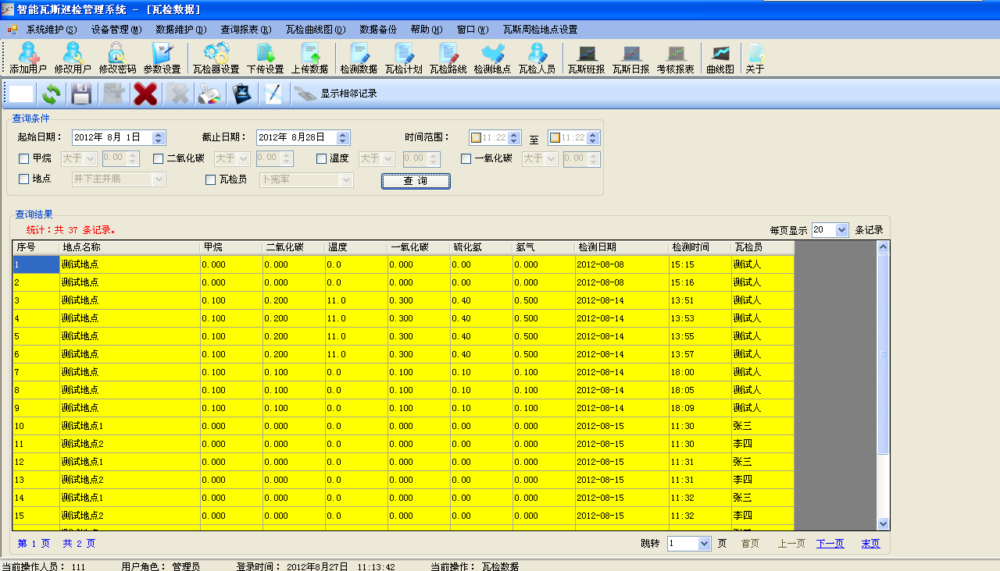 智能瓦斯巡检管理系统 - [瓦检数据]
系统维护(S) 设备管理(M) 数据维护(D) 查询报表(R) 瓦检曲线图(O) 数据备份 帮助(H) 窗口(W) 瓦斯周检地点设置
添加用户 修改用户 修改密码 参数设置 瓦检器设置 下传设置 上传数据 检测数据 瓦检计划 瓦检路线 检测地点 瓦检人员 瓦斯班报 瓦斯日报 考核报表 曲线图 关于
显示相邻记录
查询条件
起始日期： 2012年 8月 1日 截止日期： 2012年 8月28日 时间范围： 11:22 至 11:22
甲烷 大于 0.00 二氧化碳 大于 0.00 温度 大于 0.00 一氧化碳 大于 0.00
地点 井下主井底 瓦检员 卜宪军 查 询
查询结果
统计：共 37 条记录。 每页显示 20 条记录
序号 地点名称 甲烷 二氧化碳 温度 一氧化碳 硫化氢 氢气 检测日期 检测时间 瓦检员
1 测试地点 0.000 0.000 0.0 0.000 0.00 0.000 2012-08-08 15:15 测试人
2 测试地点 0.000 0.000 0.0 0.000 0.00 0.000 2012-08-08 15:16 测试人
3 测试地点 0.100 0.200 11.0 0.300 0.40 0.500 2012-08-14 13:51 测试人
4 测试地点 0.100 0.200 11.0 0.300 0.40 0.500 2012-08-14 13:53 测试人
5 测试地点 0.100 0.200 11.0 0.300 0.40 0.500 2012-08-14 13:55 测试人
6 测试地点 0.100 0.200 11.0 0.300 0.40 0.500 2012-08-14 13:57 测试人
7 测试地点 0.100 0.100 0.0 0.100 0.10 0.100 2012-08-14 18:00 测试人
8 测试地点 0.100 0.100 0.0 0.100 0.10 0.100 2012-08-14 18:05 测试人
9 测试地点 0.100 0.100 0.0 0.100 0.10 0.100 2012-08-14 18:09 测试人
10 测试地点1 0.000 0.000 0.0 0.000 0.00 0.000 2012-08-15 11:30 张三
11 测试地点2 0.000 0.000 0.0 0.000 0.00 0.000 2012-08-15 11:30 李四
12 测试地点1 0.000 0.000 0.0 0.000 0.00 0.000 2012-08-15 11:31 张三
13 测试地点2 0.000 0.000 0.0 0.000 0.00 0.000 2012-08-15 11:31 李四
14 测试地点1 0.000 0.000 0.0 0.000 0.00 0.000 2012-08-15 11:32 张三
15 测试地点2 0.000 0.000 0.0 0.000 0.00 0.000 2012-08-15 11:32 李四
第 1 页 共 2 页 跳转 1 页 首页 上一页 下一页 末页
当前操作人员： 111 用户角色： 管理员 登录时间： 2012年8月27日 11:13:42 当前操作： 瓦检数据